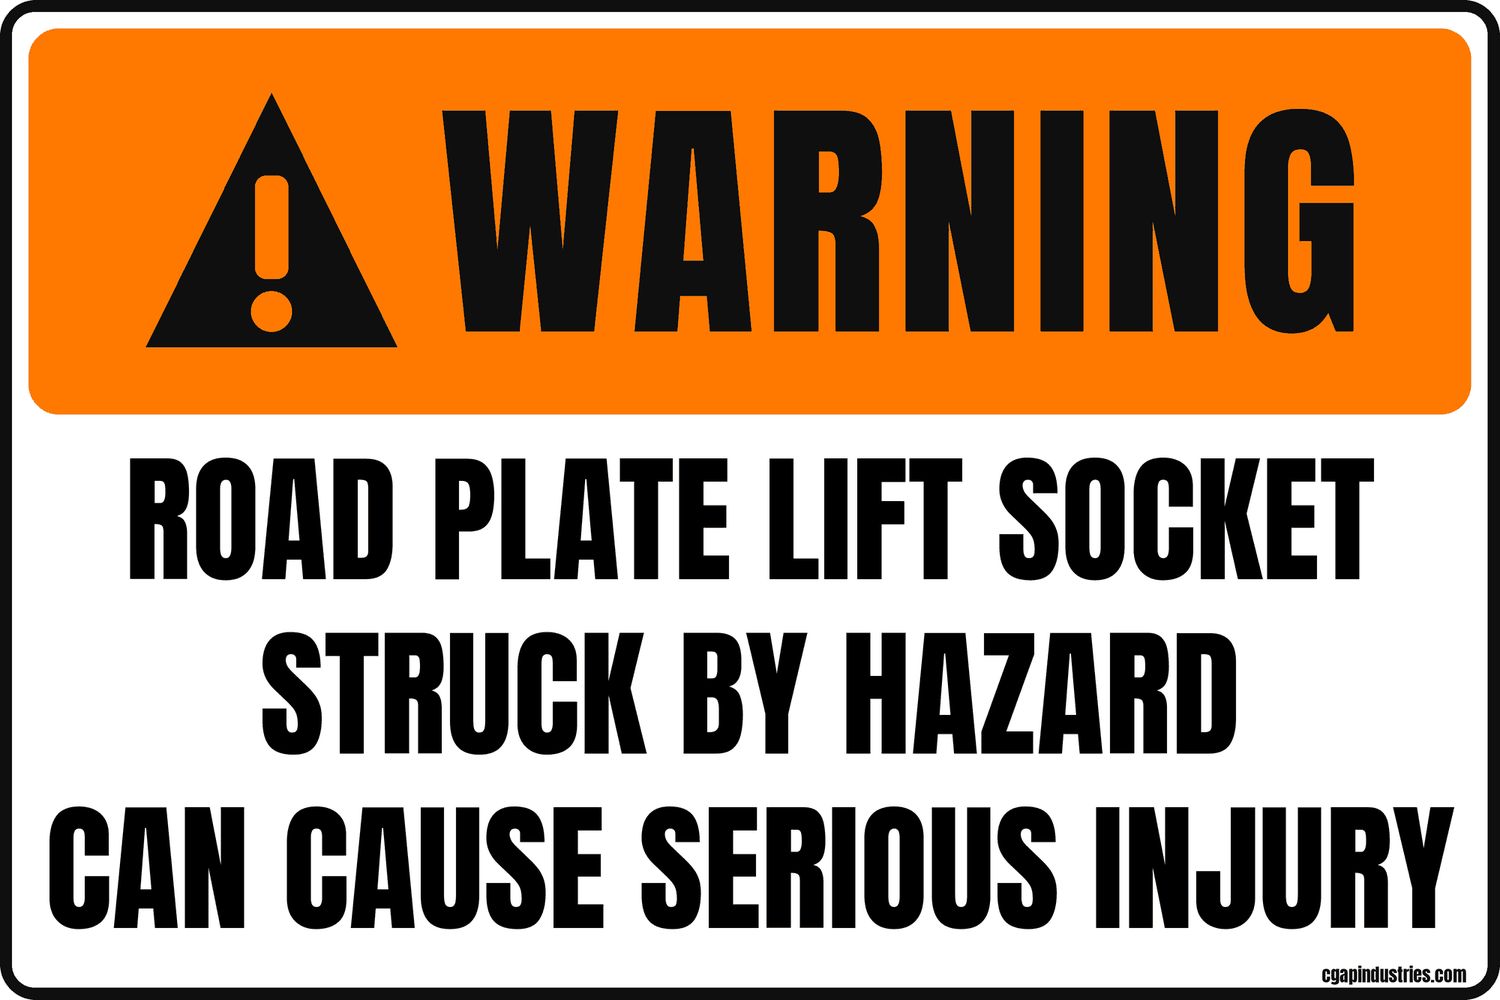 WARNING
ROAD PLATE LIFT SOCKET
STRUCK BY HAZARD
CAN CAUSE SERIOUS INJURY
cgapindustries.com